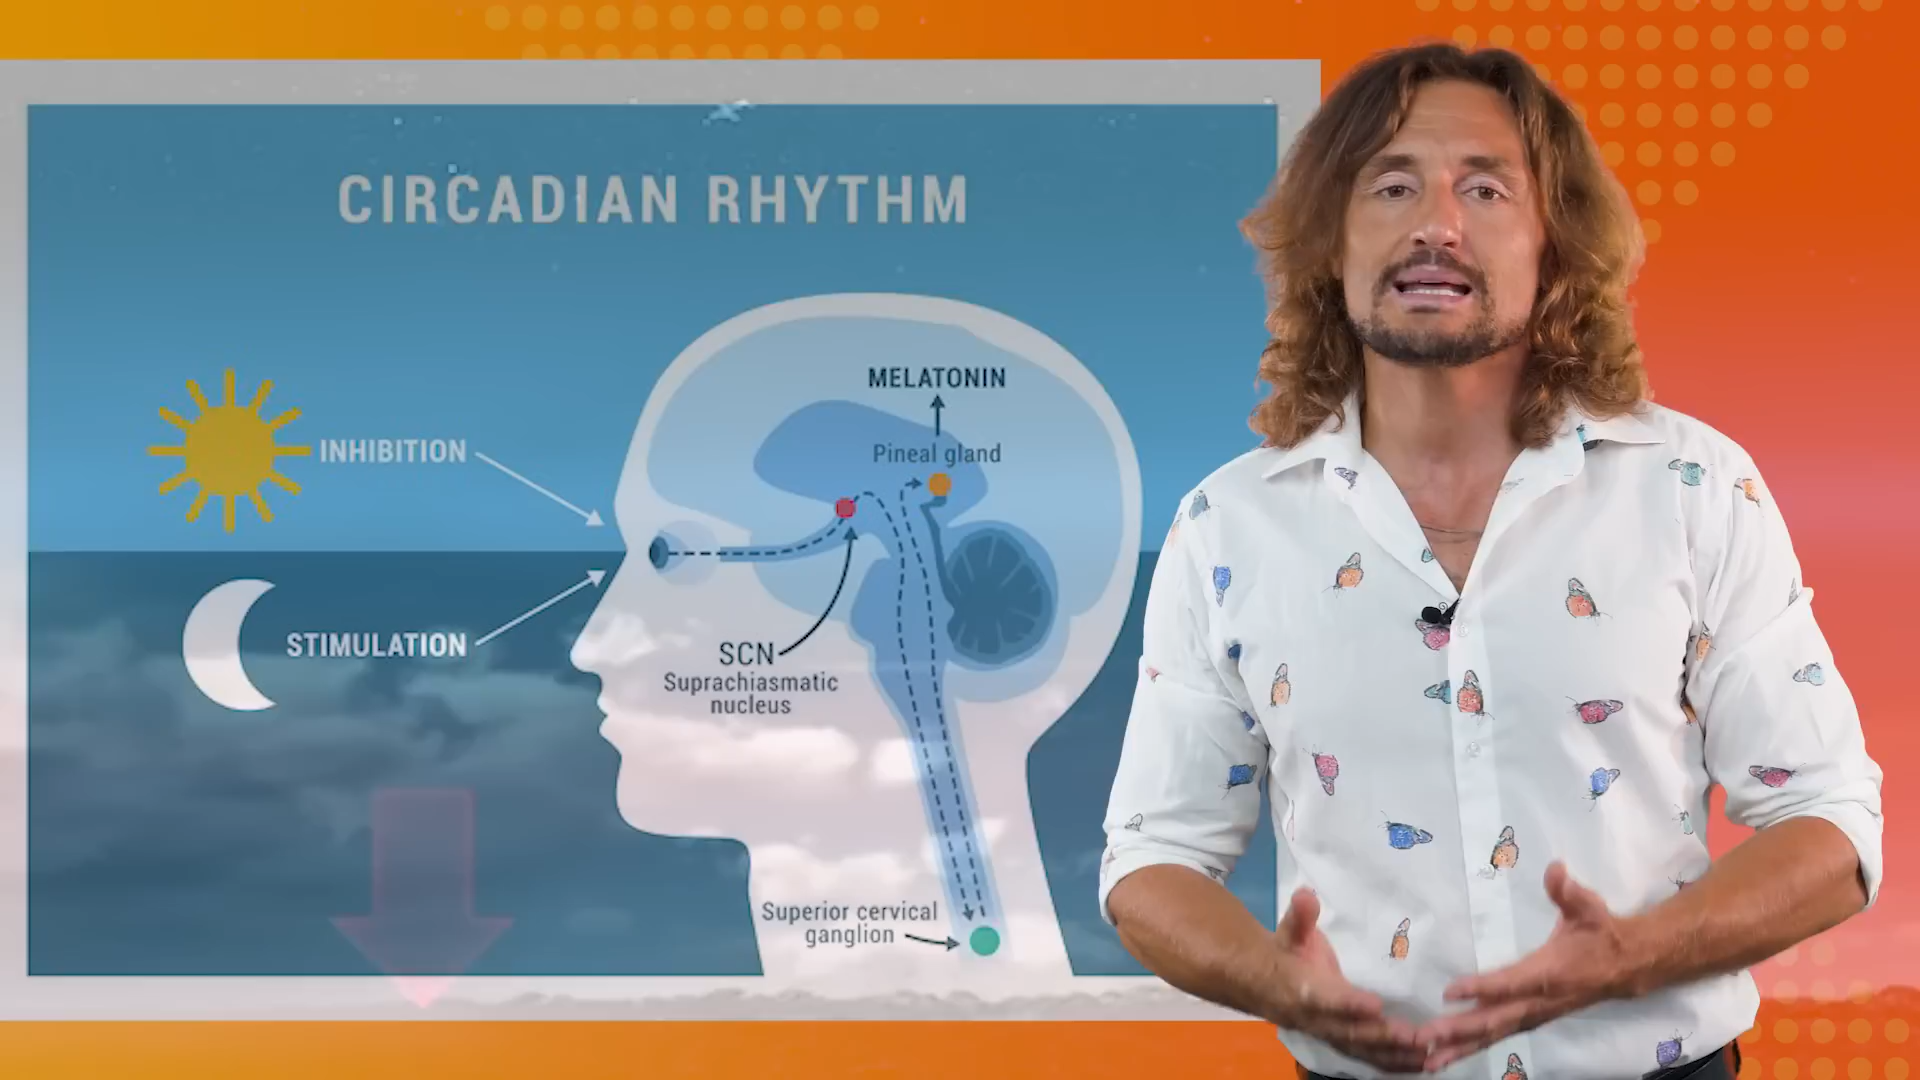 CIRCADIAN RHYTHM
MELATONIN
Pineal gland
INHIBITION
STIMULATION
SCN
Suprachiasmatic
nucleus
Superior cervical
ganglion